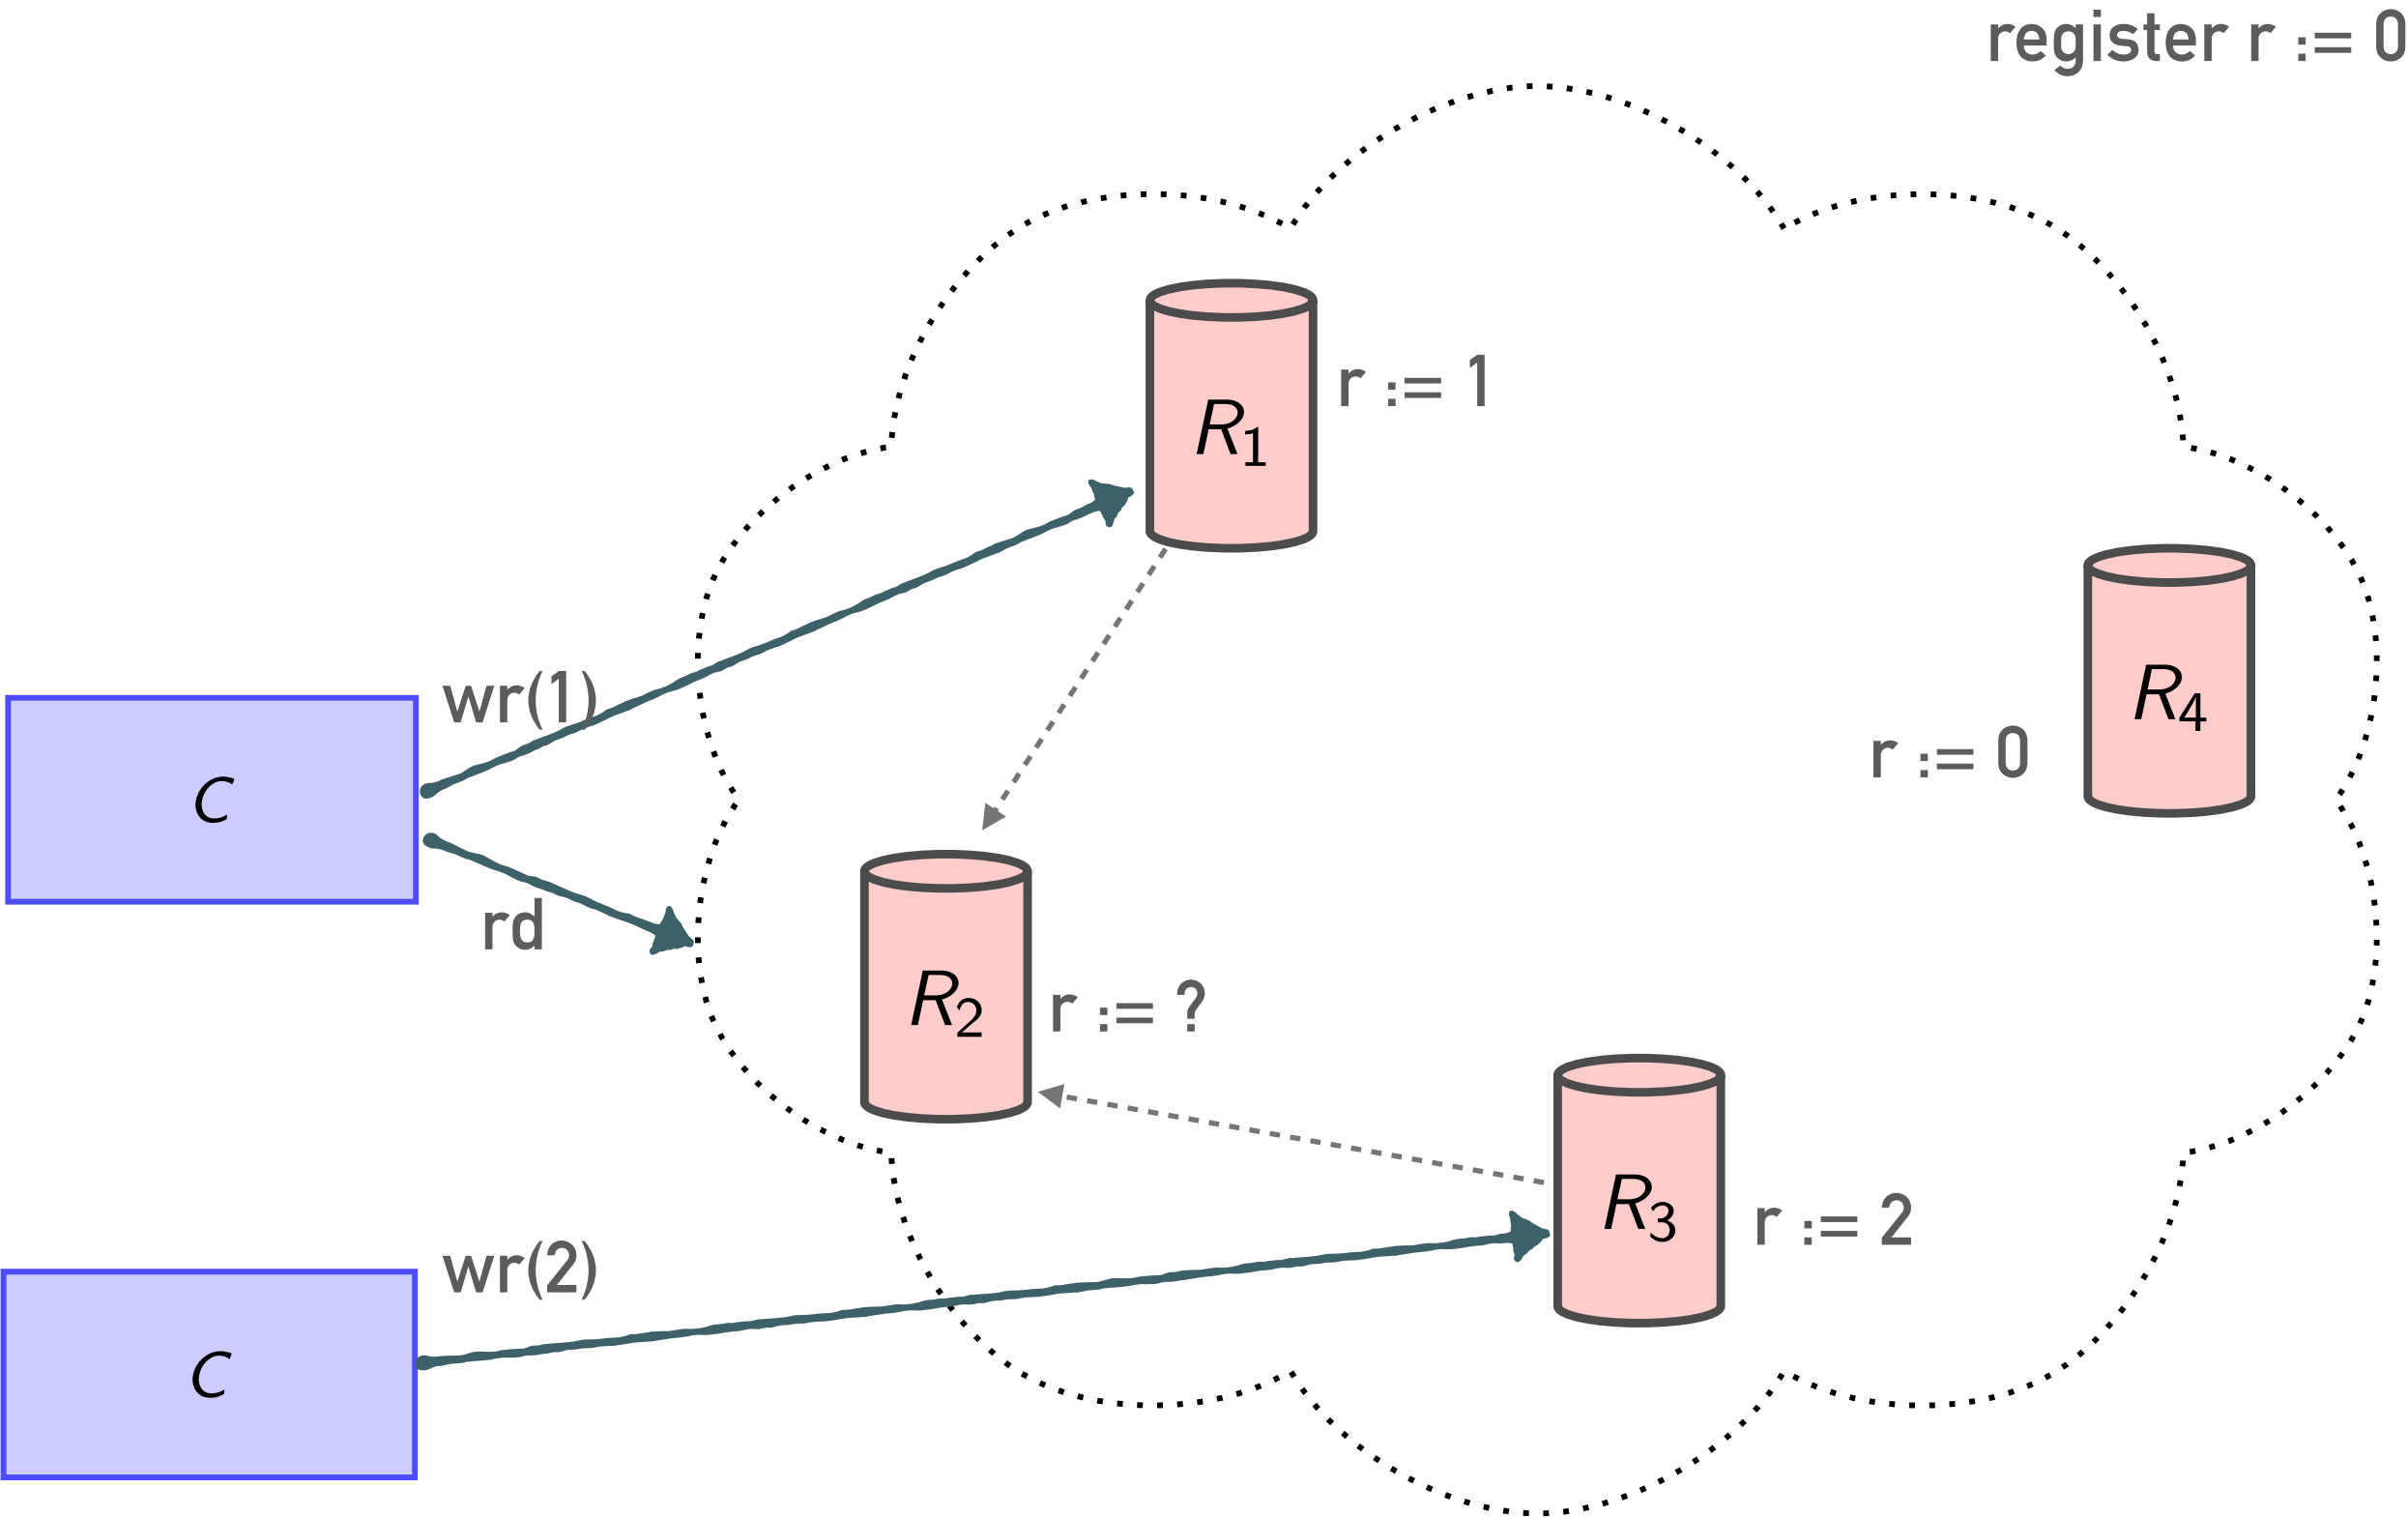 register r := 0
R1
r := 1
R4
r := 0
wr(1)
C
rd
R2
r := ?
R3
r := 2
wr(2)
C